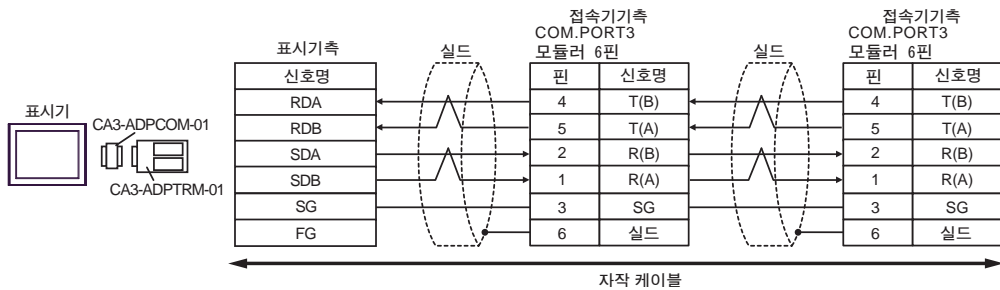 접속기기측
COM.PORT3
모듈러 6핀
접속기기측
COM.PORT3
모듈러 6핀
표시기측
실드
실드
신호명
핀 신호명
핀 신호명
RDA
4 T(B)
4 T(B)
RDB
5 T(A)
5 T(A)
SDA
2 R(B)
2 R(B)
SDB
1 R(A)
1 R(A)
SG
3 SG
3 SG
FG
6 실드
6 실드
표시기
CA3-ADPCOM-01
CA3-ADPTRM-01
자작 케이블